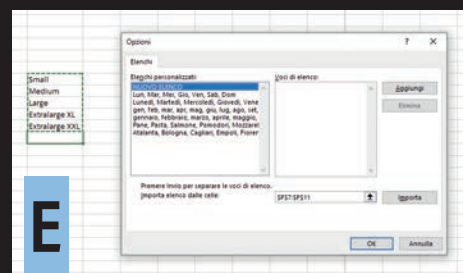 Opzioni ? X
Elenchi
Elenchi personalizzati:
Voci di elenco:
NUOVO ELENCO
Lun, Mar, Mer, Gio, Ven, Sab, Dom
Lunedì, Martedì, Mercoledì, Giovedì, Vene
gen, feb, mar, apr, mag, giu, lug, ago, set,
gennaio, febbraio, marzo, aprile, maggio,
Pane, Pasta, Salmone, Pomodori, Mozzarel
Atalanta, Bologna, Cagliari, Empoli, Fioren
Aggiungi
Elimina
Small
Medium
Large
Extralarge XL
Extralarge XXL
Premere Invio per separare le voci di elenco.
Importa elenco dalle celle:
$F$7:$F$11
Importa
OK
Annulla
E